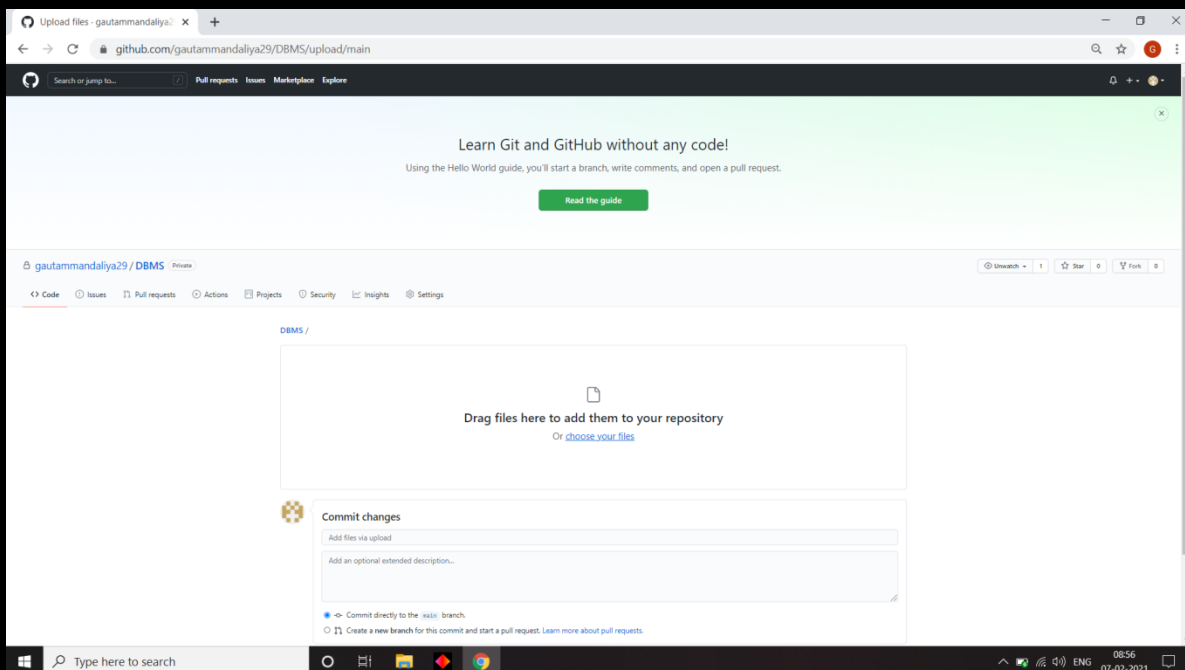 Upload files - gautammandaliya2
github.com/gautammandaliya29/DBMS/upload/main
G
Search or jump to... / Pull requests Issues Marketplace Explore
Learn Git and GitHub without any code!
Using the Hello World guide, you'll start a branch, write comments, and open a pull request.
Read the guide
gautammandaliya29 / DBMS Private
Unwatch 1 Star 0 Fork 0
<> Code Issues Pull requests Actions Projects Security Insights Settings
DBMS /
Drag files here to add them to your repository
Or choose your files
Commit changes
Add files via upload
Add an optional extended description...
Commit directly to the main branch.
Create a new branch for this commit and start a pull request. Learn more about pull requests.
Type here to search
ENG
08:56
07-02-2021